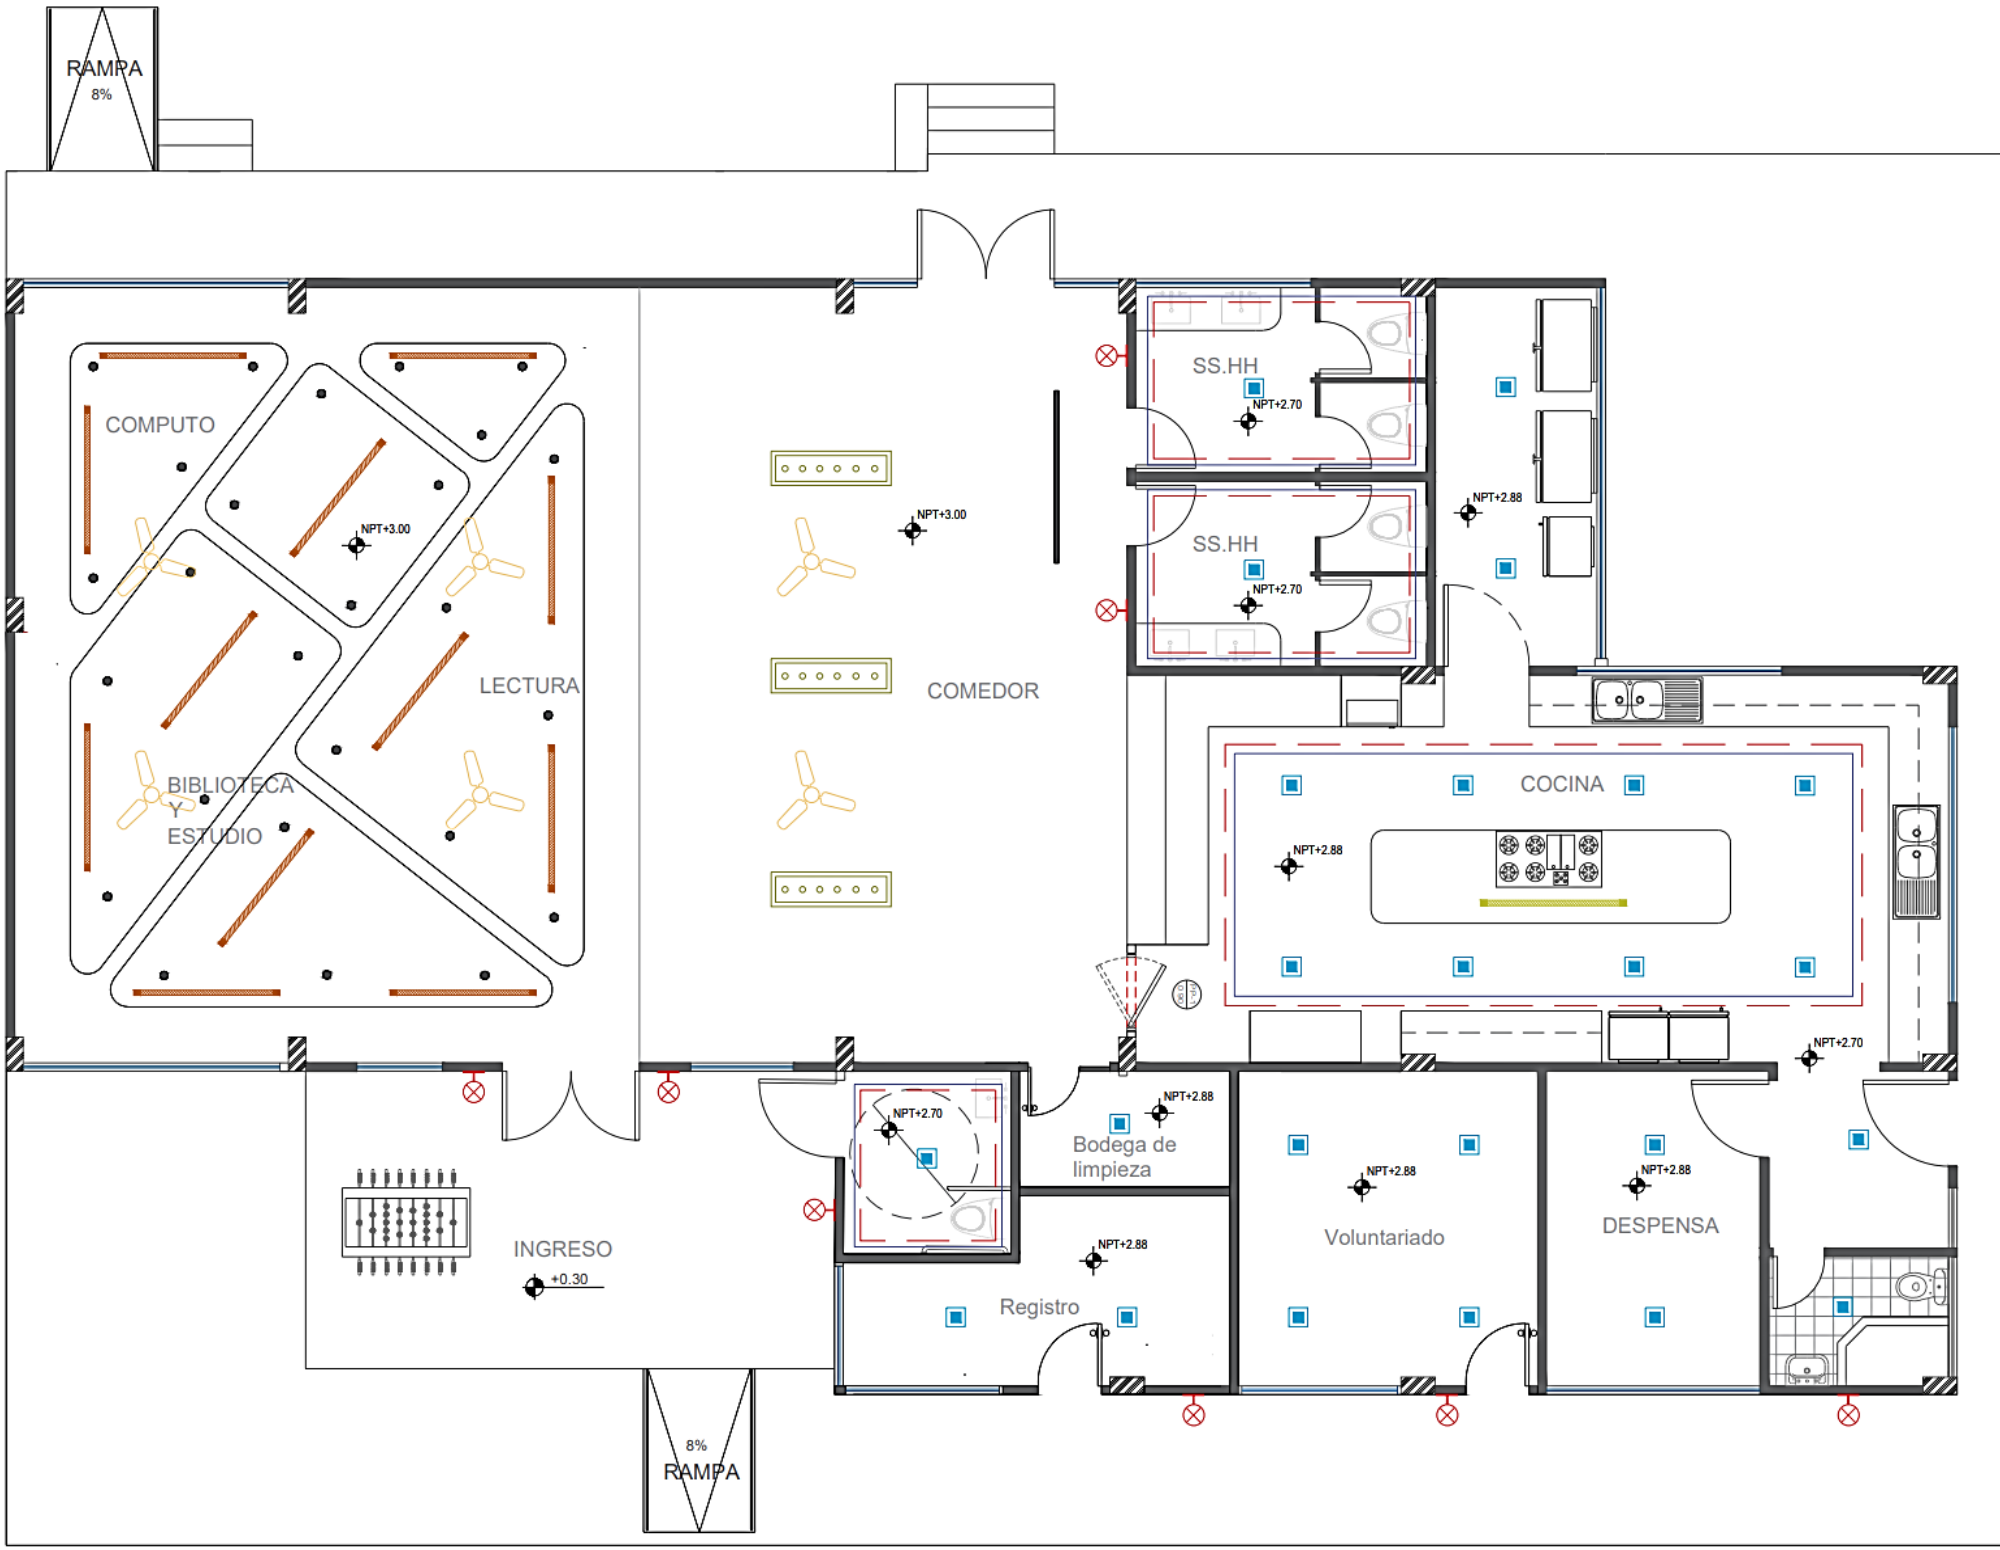 RAMPA
8%
COMPUTO
NPT+3.00
LECTURA
BIBLIOTECA
Y
ESTUDIO
NPT+3.00
COMEDOR
SS.HH
NPT+2.70
SS.HH
NPT+2.70
NPT+2.88
COCINA
NPT+2.88
NPT+2.70
NPT+2.70
NPT+2.88
Bodega de
limpieza
NPT+2.88
Voluntariado
NPT+2.88
DESPENSA
INGRESO
+0.30
NPT+2.88
Registro
8%
RAMPA